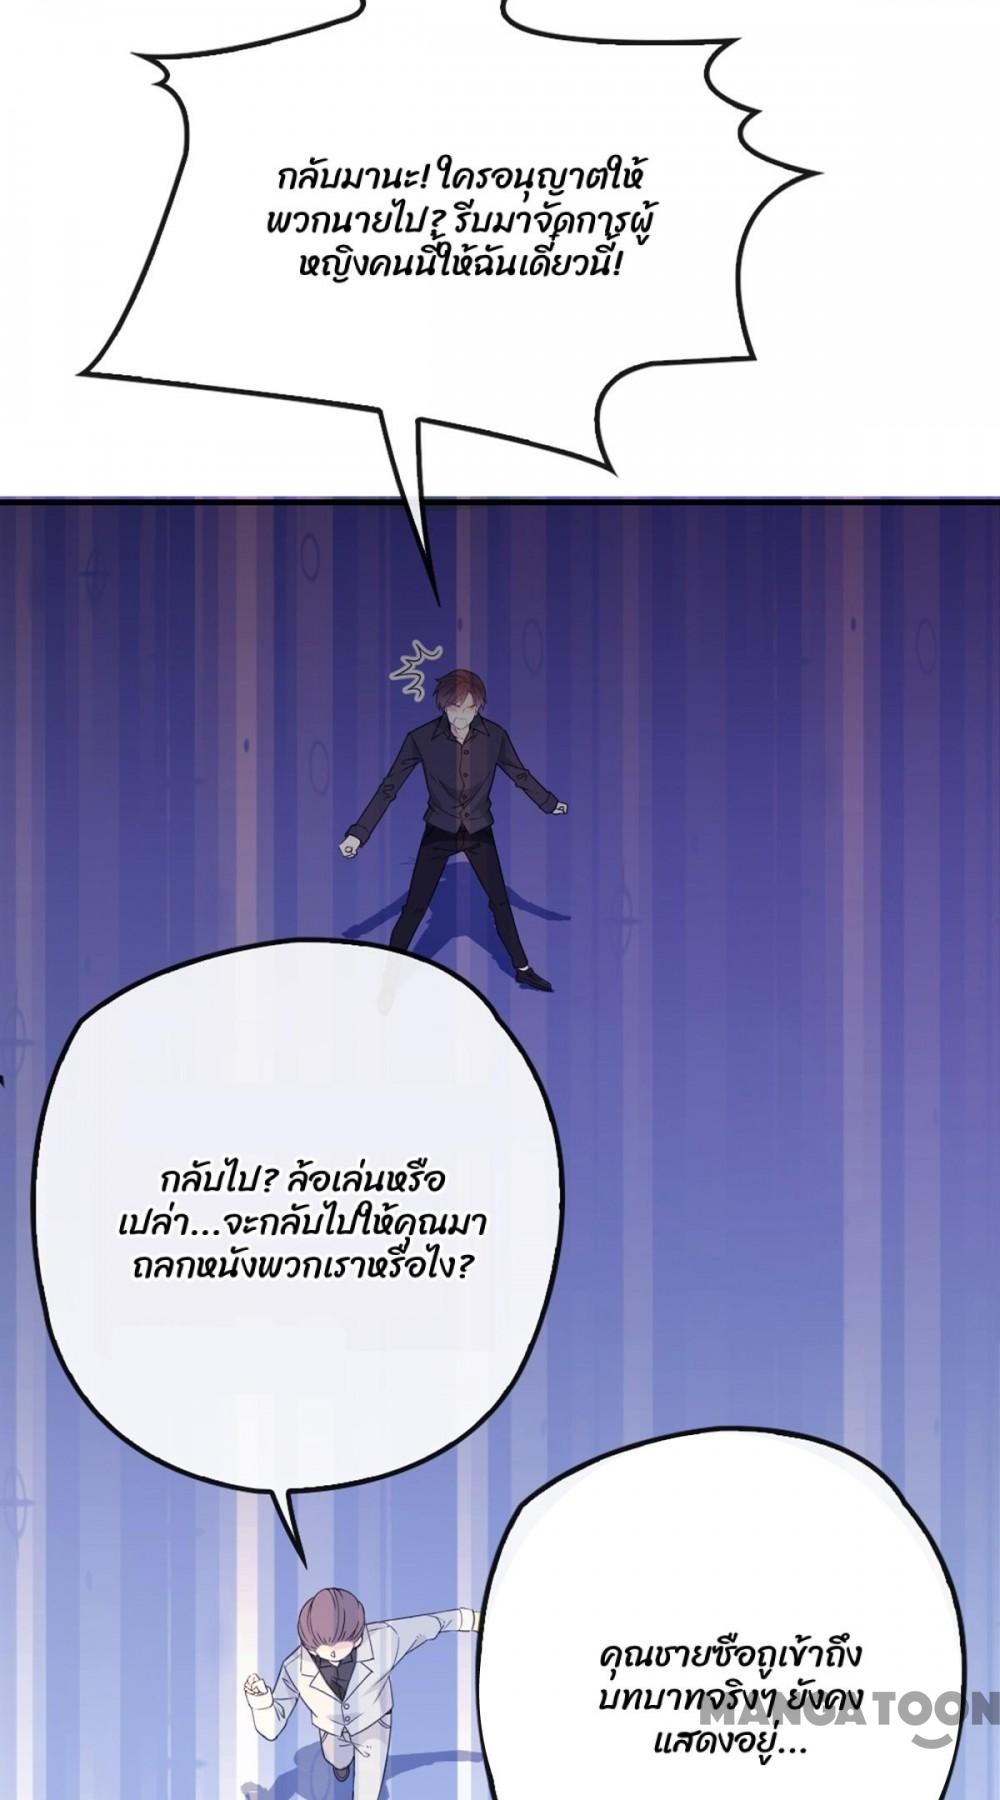 กลับมานะ! ใครอนุญาตให้
พวกนายไป? รีบมาจัดการผู้
หญิงคนนี้ให้ฉันเดี๋ยวนี้!
กลับไป? ล้อเล่นหรือ
เปล่า...จะกลับไปให้คุณมา
ถลกหนังพวกเราหรือไง?
คุณชายซือถูเข้าถึง
บทบาทจริงๆ ยังคง
แสดงอยู่...
MANGATOON